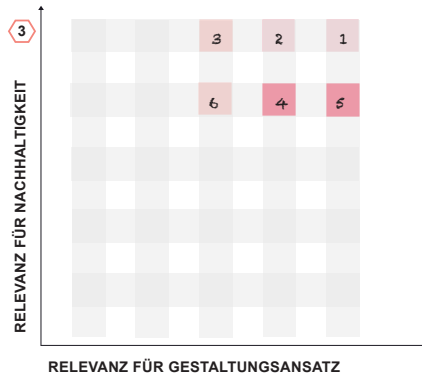 3
3 2 1
6 4 5
RELEVANZ FÜR NACHHALTIGKEIT
RELEVANZ FÜR GESTALTUNGSANSATZ